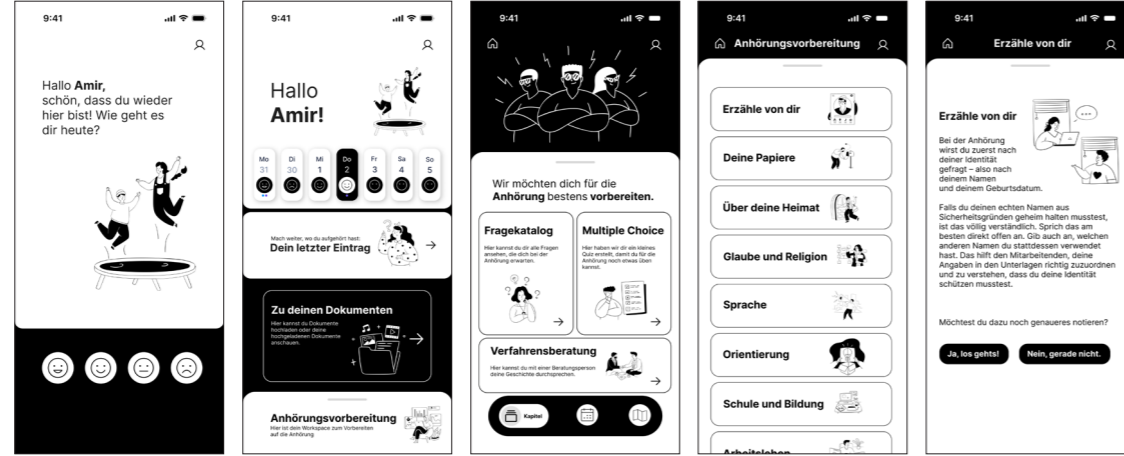 9:41
Hallo Amir,
schön, dass du wieder
hier bist! Wie geht es
dir heute?
9:41
Hallo
Amir!
Mo
31
Di
30
Mi
1
Do
2
Fr
3
Sa
4
So
5
Mach weiter, wo du aufgehört hast:
Dein letzter Eintrag
Zu deinen Dokumenten
Hier kannst du Dokumente
hochladen oder deine
hochgeladenen Dokumente
anschauen.
Anhörungsvorbereitung
Hier ist dein Workspace zum Vorbereiten
auf die Anhörung
9:41
Wir möchten dich für die
Anhörung bestens vorbereiten.
Fragekatalog
Hier kannst du dir alle Fragen
ansehen, die dich bei der
Anhörung erwarten.
Multiple Choice
Hier haben wir dir ein kleines
Quiz erstellt, damit du für die
Anhörung noch etwas üben
kannst.
Verfahrensberatung
Hier kannst du mit einer Beratungsperson
deine Geschichte durchsprechen.
Kapitel
9:41
Anhörungsvorbereitung
Erzähle von dir
Deine Papiere
Über deine Heimat
Glaube und Religion
Sprache
Orientierung
Schule und Bildung
Arbeitsleben
9:41
Erzähle von dir
Erzähle von dir
Bei der Anhörung
wirst du zuerst nach
deiner Identität
gefragt – also nach
deinem Namen
und deinem Geburtsdatum.
Falls du deinen echten Namen aus
Sicherheitsgründen geheim halten musstest,
ist das völlig verständlich. Sprich das am
besten direkt offen an. Gib auch an, welchen
anderen Namen du stattdessen verwendet
hast. Das hilft den Mitarbeitenden, deine
Angaben in den Unterlagen richtig zuzuordnen
und zu verstehen, dass du deine Identität
schützen musstest.
Möchtest du dazu noch genaueres notieren?
Ja, los gehts!
Nein, gerade nicht.